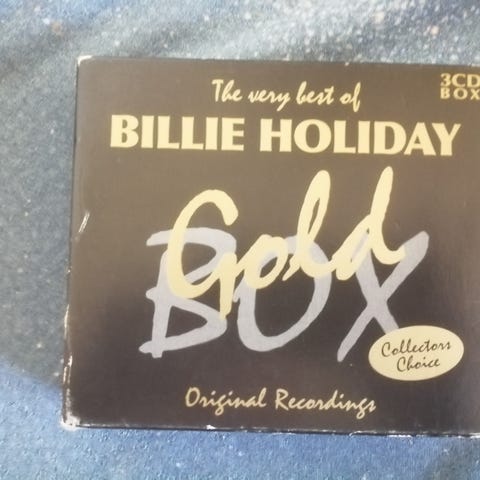 The very best of
3CD
BOX
BILLIE HOLIDAY
Gold
BOX
Collectors
Choice
Original Recordings